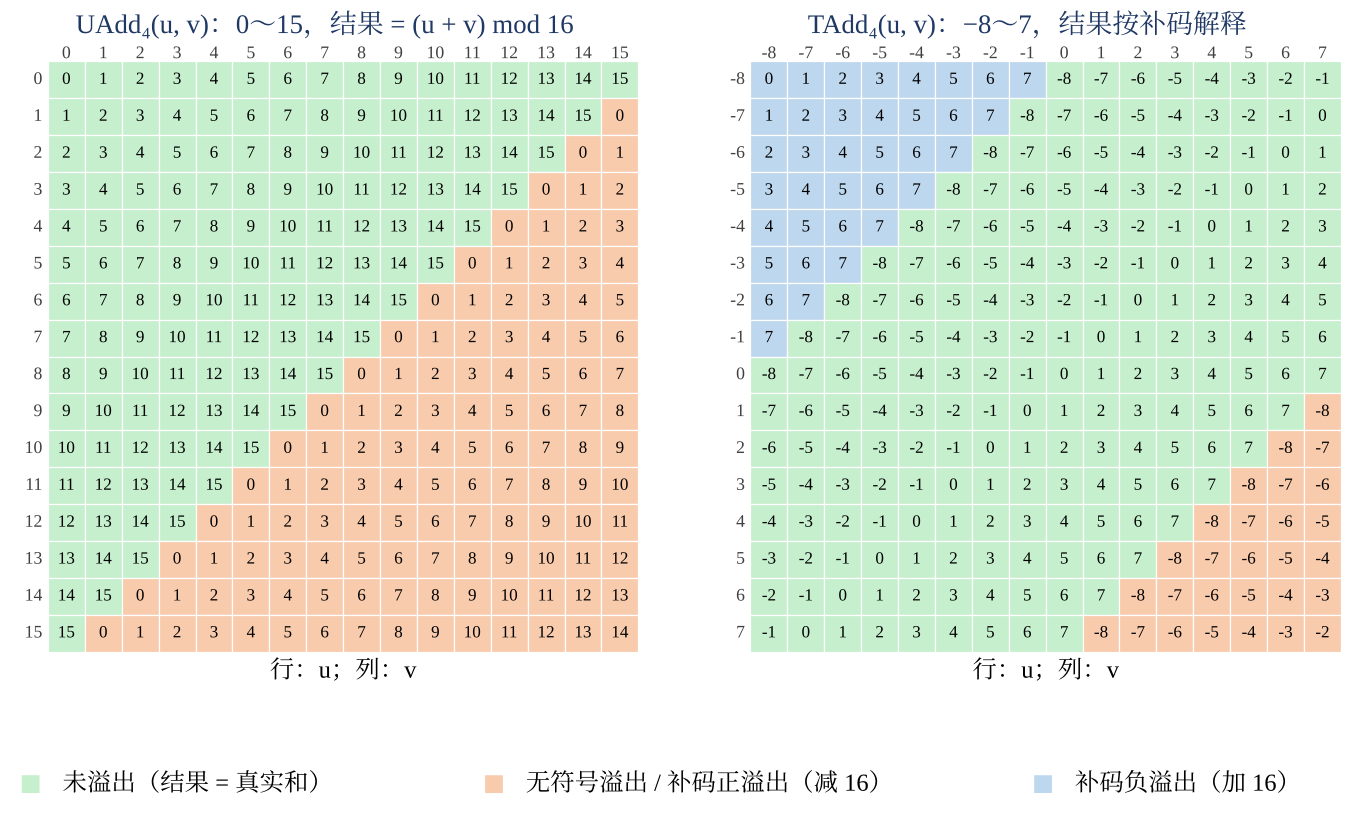 UAdd₄(u, v)：0～15，结果 = (u + v) mod 16
0 1 2 3 4 5 6 7 8 9 10 11 12 13 14 15
0 0 1 2 3 4 5 6 7 8 9 10 11 12 13 14 15
1 1 2 3 4 5 6 7 8 9 10 11 12 13 14 15 0
2 2 3 4 5 6 7 8 9 10 11 12 13 14 15 0 1
3 3 4 5 6 7 8 9 10 11 12 13 14 15 0 1 2
4 4 5 6 7 8 9 10 11 12 13 14 15 0 1 2 3
5 5 6 7 8 9 10 11 12 13 14 15 0 1 2 3 4
6 6 7 8 9 10 11 12 13 14 15 0 1 2 3 4 5
7 7 8 9 10 11 12 13 14 15 0 1 2 3 4 5 6
8 8 9 10 11 12 13 14 15 0 1 2 3 4 5 6 7
9 9 10 11 12 13 14 15 0 1 2 3 4 5 6 7 8
10 10 11 12 13 14 15 0 1 2 3 4 5 6 7 8 9
11 11 12 13 14 15 0 1 2 3 4 5 6 7 8 9 10
12 12 13 14 15 0 1 2 3 4 5 6 7 8 9 10 11
13 13 14 15 0 1 2 3 4 5 6 7 8 9 10 11 12
14 14 15 0 1 2 3 4 5 6 7 8 9 10 11 12 13
15 15 0 1 2 3 4 5 6 7 8 9 10 11 12 13 14
行：u；列：v
TAdd₄(u, v)：−8～7，结果按补码解释
-8 -7 -6 -5 -4 -3 -2 -1 0 1 2 3 4 5 6 7
-8 0 1 2 3 4 5 6 7 -8 -7 -6 -5 -4 -3 -2 -1
-7 1 2 3 4 5 6 7 -8 -7 -6 -5 -4 -3 -2 -1 0
-6 2 3 4 5 6 7 -8 -7 -6 -5 -4 -3 -2 -1 0 1
-5 3 4 5 6 7 -8 -7 -6 -5 -4 -3 -2 -1 0 1 2
-4 4 5 6 7 -8 -7 -6 -5 -4 -3 -2 -1 0 1 2 3
-3 5 6 7 -8 -7 -6 -5 -4 -3 -2 -1 0 1 2 3 4
-2 6 7 -8 -7 -6 -5 -4 -3 -2 -1 0 1 2 3 4 5
-1 7 -8 -7 -6 -5 -4 -3 -2 -1 0 1 2 3 4 5 6
0 -8 -7 -6 -5 -4 -3 -2 -1 0 1 2 3 4 5 6 7
1 -7 -6 -5 -4 -3 -2 -1 0 1 2 3 4 5 6 7 -8
2 -6 -5 -4 -3 -2 -1 0 1 2 3 4 5 6 7 -8 -7
3 -5 -4 -3 -2 -1 0 1 2 3 4 5 6 7 -8 -7 -6
4 -4 -3 -2 -1 0 1 2 3 4 5 6 7 -8 -7 -6 -5
5 -3 -2 -1 0 1 2 3 4 5 6 7 -8 -7 -6 -5 -4
6 -2 -1 0 1 2 3 4 5 6 7 -8 -7 -6 -5 -4 -3
7 -1 0 1 2 3 4 5 6 7 -8 -7 -6 -5 -4 -3 -2
行：u；列：v
未溢出（结果 = 真实和）
无符号溢出 / 补码正溢出（减 16）
补码负溢出（加 16）